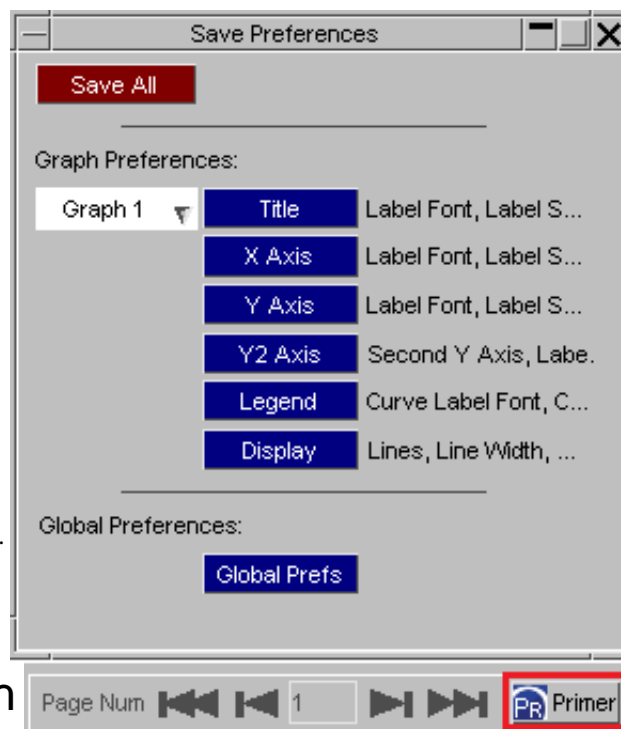 Save Preferences
Save All
Graph Preferences:
Graph 1 Title Label Font, Label S...
X Axis Label Font, Label S...
Y Axis Label Font, Label S...
Y2 Axis Second Y Axis, Labe.
Legend Curve Label Font, C...
Display Lines, Line Width, ...
Global Preferences:
Global Prefs
n Page Num 1 PR Primer